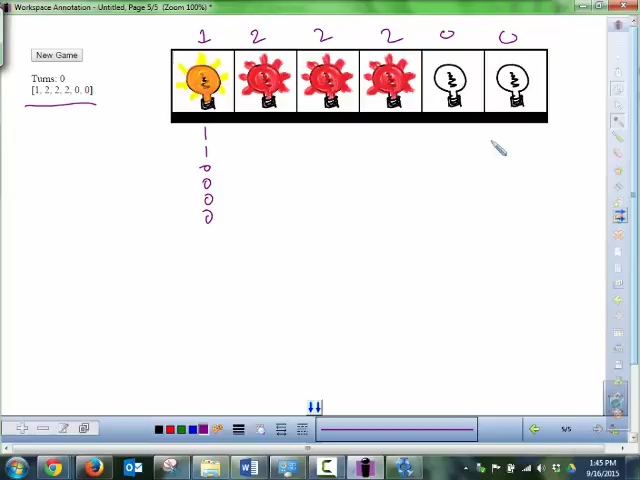 Workspace Annotation - Untitled, Page 5/5 (Zoom 100%) *
New Game
1 2 2 2 0 0
Turns: 0
[1, 2, 2, 2, 0, 0]
1
1
0
0
0
0
5/5
1:45 PM
9/16/2015